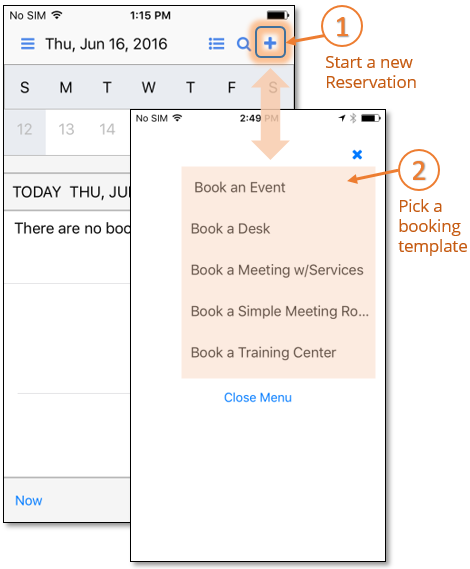 No SIM 1:15 PM
Thu, Jun 16, 2016
S M T W T F S
12 13 14
TODAY THU, JU
There are no boo
Now
1
Start a new
Reservation
No SIM 2:49 PM
Book an Event
Book a Desk
Book a Meeting w/Services
Book a Simple Meeting Ro...
Book a Training Center
Close Menu
2
Pick a
booking
template